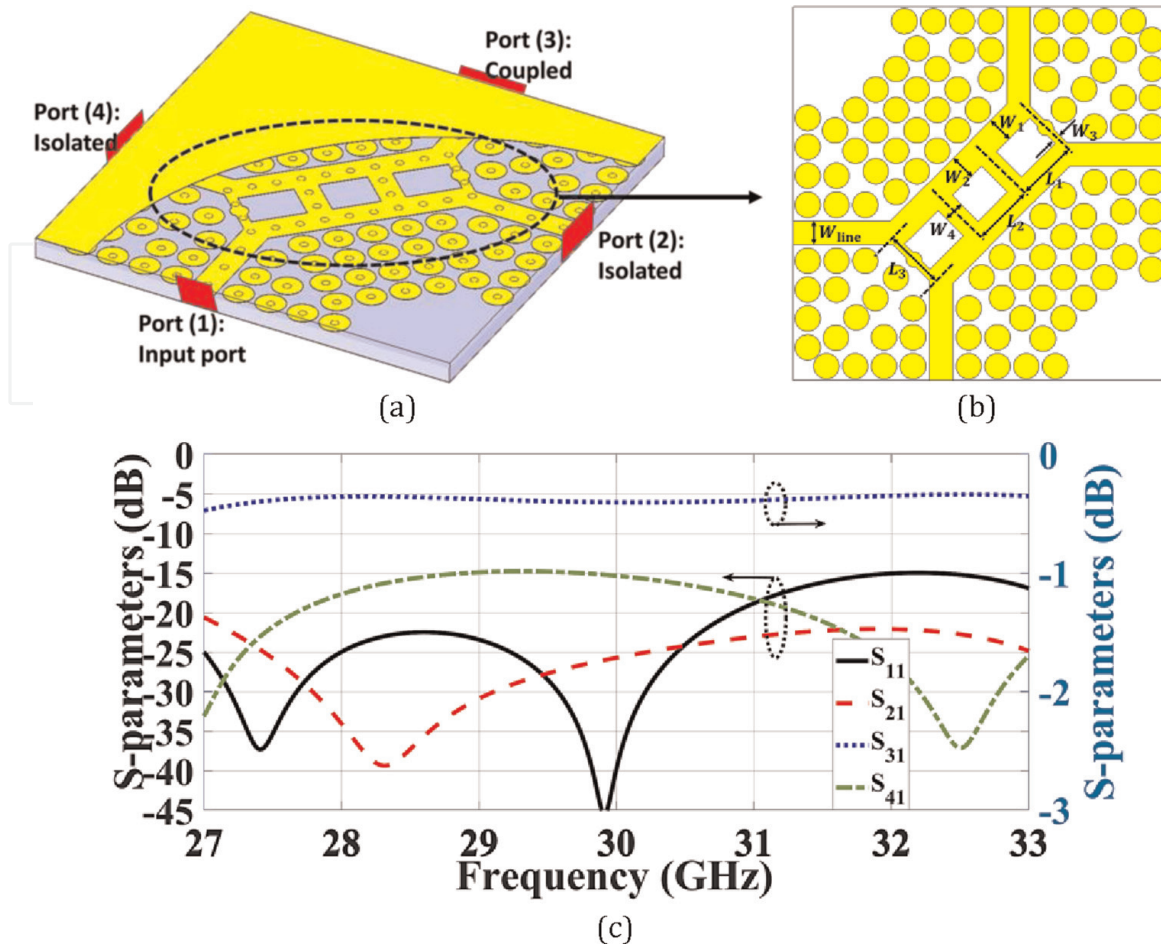 Port (3):
Coupled
Port (4):
Isolated
Port (2):
Isolated
Port (1):
Input port
(a)
W1
W3
W2
L1
L2
Wline
W4
L3
(b)
S-parameters (dB)
0
-5
-10
-15
-20
-25
-30
-35
-40
-45
0
-1
-2
-3
S-parameters (dB)
S11
S21
S31
S41
27
28
29
30
31
32
33
Frequency (GHz)
(c)